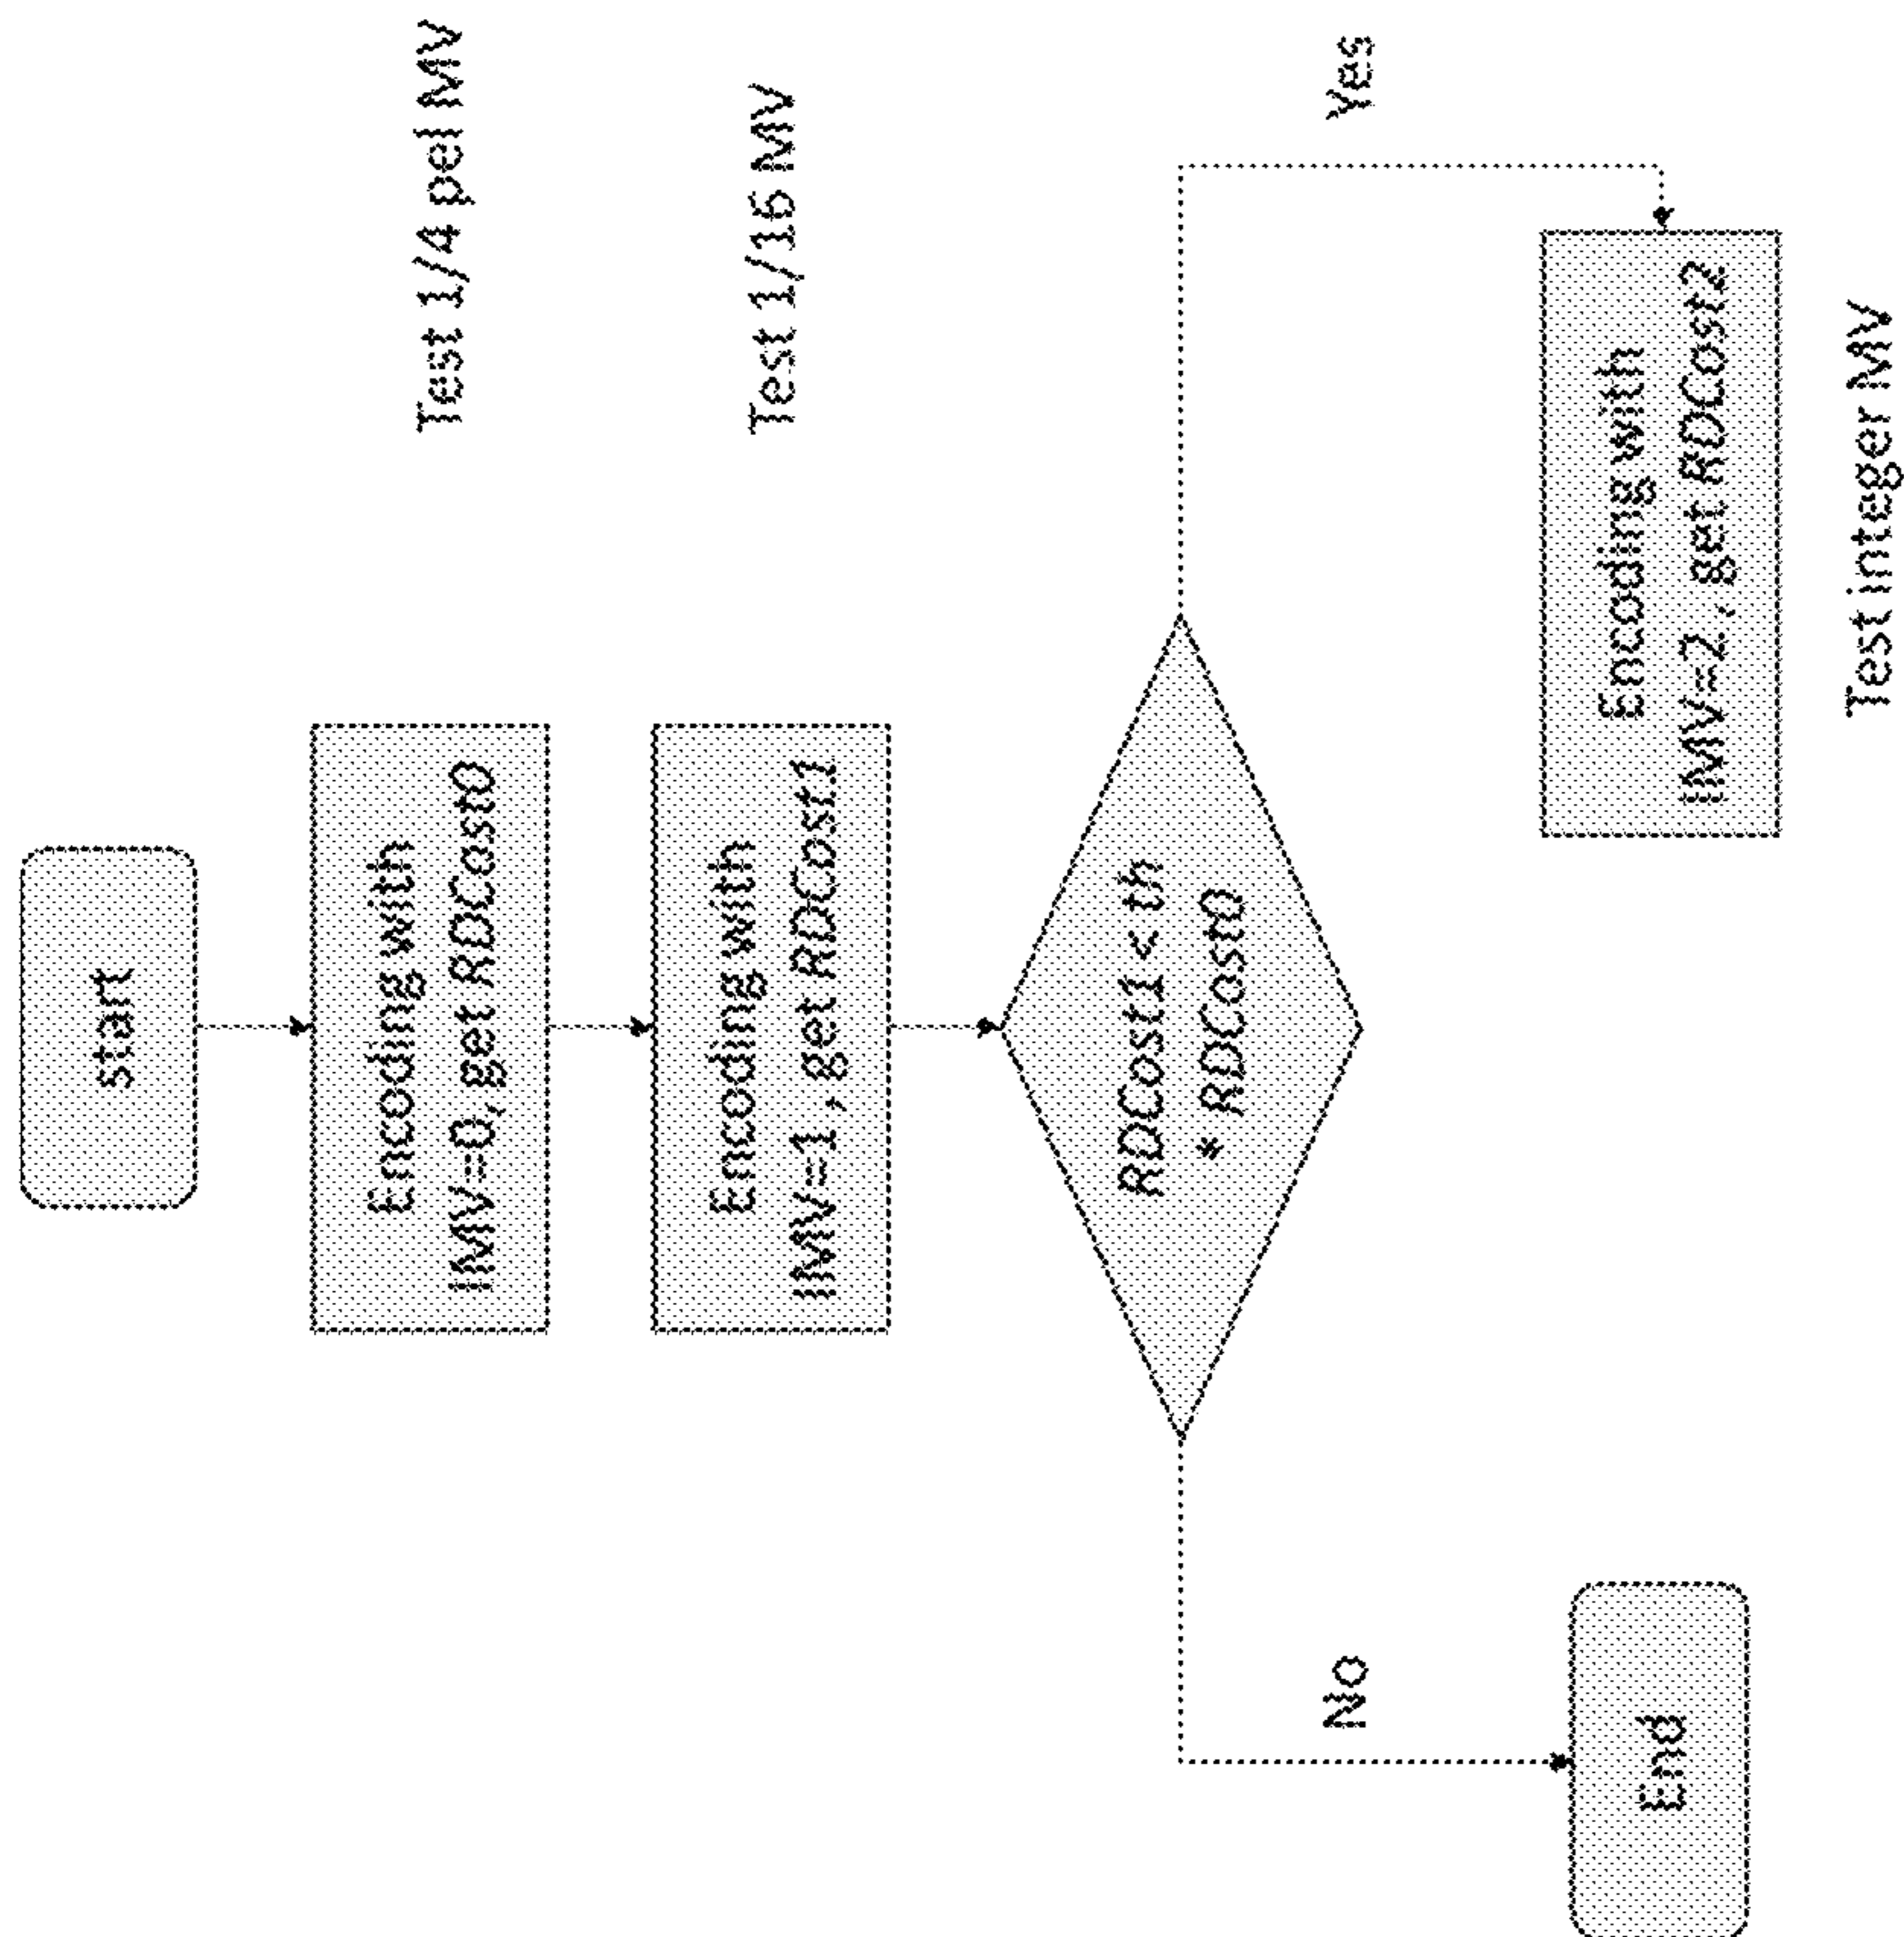 start
Encoding with
IMV=0, get RDCost0
Test 1/4 pel MV
Encoding with
IMV=1 , get RDCost1
Test 1/16 MV
RDCost1 < th
* RDCost0
No
Yes
End
Encoding with
IMV=2 , get RDCost2
Test integer MV